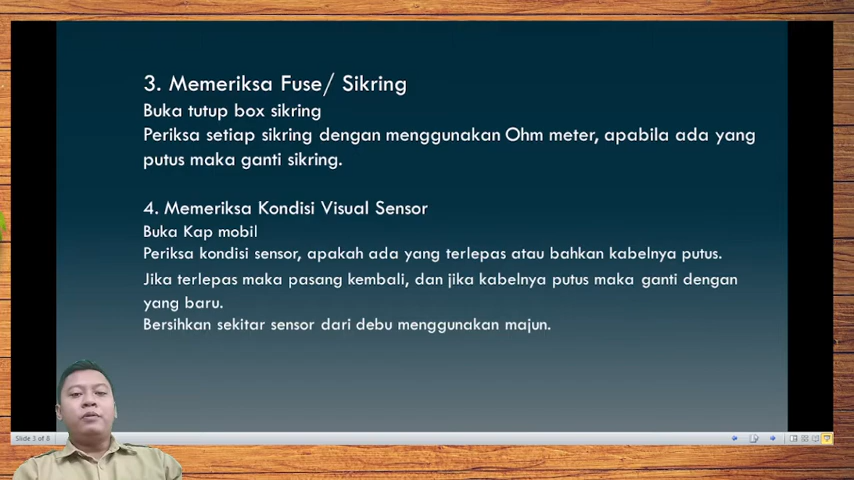 3. Memeriksa Fuse/ Sikring
Buka tutup box sikring
Periksa setiap sikring dengan menggunakan Ohm meter, apabila ada yang
putus maka ganti sikring.
4. Memeriksa Kondisi Visual Sensor
Buka Kap mobil
Periksa kondisi sensor, apakah ada yang terlepas atau bahkan kabelnya putus.
Jika terlepas maka pasang kembali, dan jika kabelnya putus maka ganti dengan
yang baru.
Bersihkan sekitar sensor dari debu menggunakan majun.
Slide 3 of 8